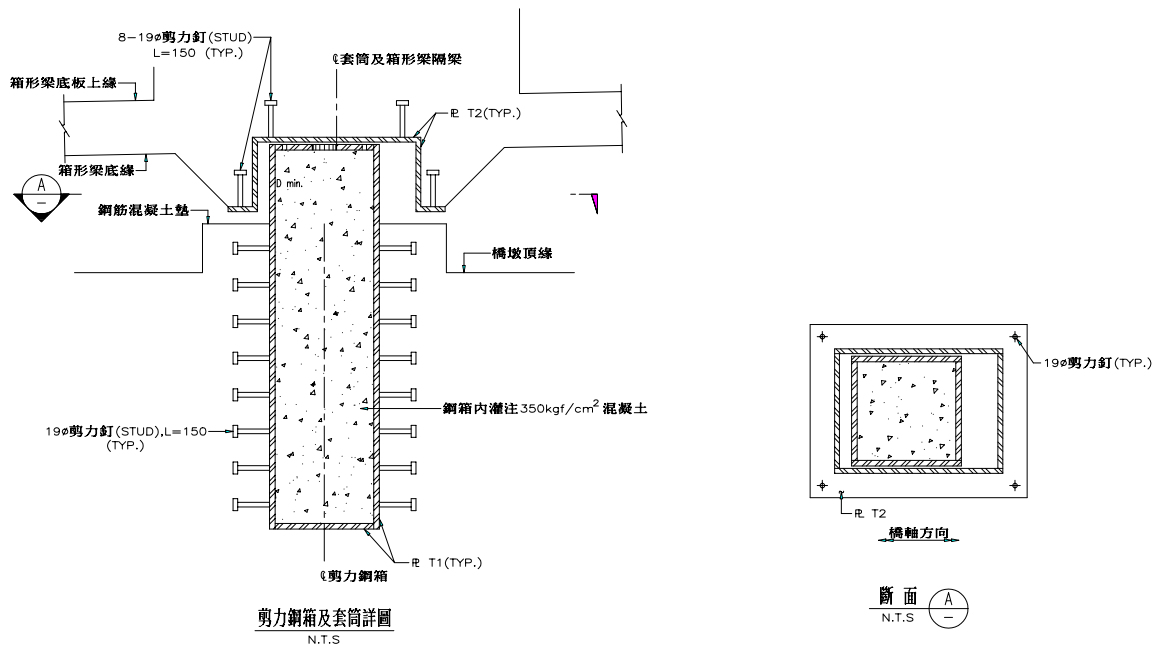 8-19ø剪力釘(STUD)
L=150 (TYP.)
℄套筒及箱形梁隔梁
箱形梁底板上緣
℄ T2(TYP.)
箱形梁底緣
A
D min.
鋼筋混凝土墊
橋墩頂緣
19ø剪力釘(TYP.)
鋼箱內灌注350kgf/cm² 混凝土
19ø剪力釘(STUD),L=150
(TYP.)
℄ T2
橋軸方向
℄ T1(TYP.)
℄剪力鋼箱
剪力鋼箱及套筒詳圖
N.T.S
斷面 A
N.T.S